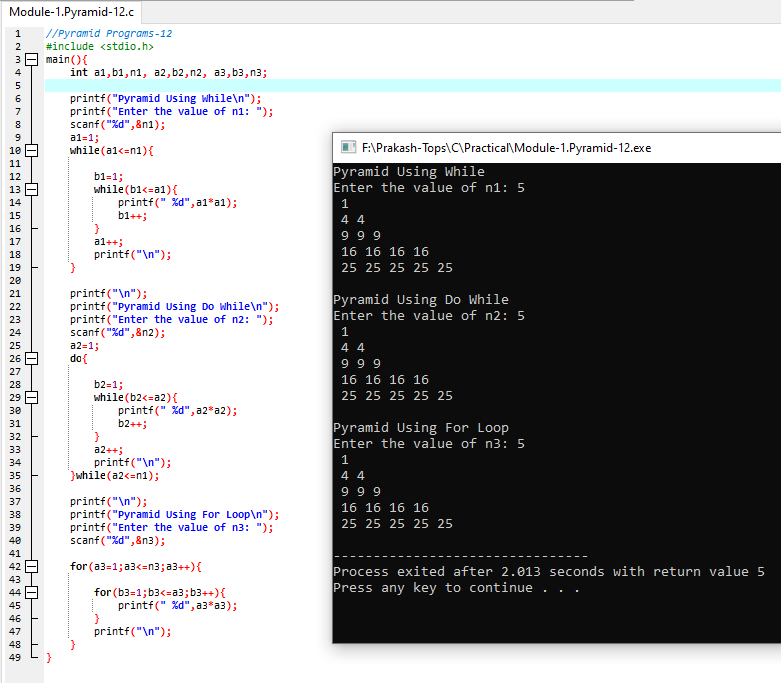 Module-1.Pyramid-12.c
1 //Pyramid Programs-12
2 #include <stdio.h>
3 main(){
4 int a1,b1,n1, a2,b2,n2, a3,b3,n3;
5
6 printf("Pyramid Using While\n");
7 printf("Enter the value of n1: ");
8 scanf("%d",&n1);
9 a1=1;
10 while(a1<=n1){
11
12 b1=1;
13 while(b1<=a1){
14 printf(" %d",a1*a1);
15 b1++;
16 }
17 a1++;
18 printf("\n");
19 }
20
21 printf("\n");
22 printf("Pyramid Using Do While\n");
23 printf("Enter the value of n2: ");
24 scanf("%d",&n2);
25 a2=1;
26 do{
27
28 b2=1;
29 while(b2<=a2){
30 printf(" %d",a2*a2);
31 b2++;
32 }
33 a2++;
34 printf("\n");
35 }while(a2<=n1);
36
37 printf("\n");
38 printf("Pyramid Using For Loop\n");
39 printf("Enter the value of n3: ");
40 scanf("%d",&n3);
41
42 for(a3=1;a3<=n3;a3++){
43
44 for(b3=1;b3<=a3;b3++){
45 printf(" %d",a3*a3);
46 }
47 printf("\n");
48 }
49 }
F:\Prakash-Tops\C\Practical\Module-1.Pyramid-12.exe
Pyramid Using While
Enter the value of n1: 5
1
4 4
9 9 9
16 16 16 16
25 25 25 25 25
Pyramid Using Do While
Enter the value of n2: 5
1
4 4
9 9 9
16 16 16 16
25 25 25 25 25
Pyramid Using For Loop
Enter the value of n3: 5
1
4 4
9 9 9
16 16 16 16
25 25 25 25 25
--------------------------------
Process exited after 2.013 seconds with return value 5
Press any key to continue . . .